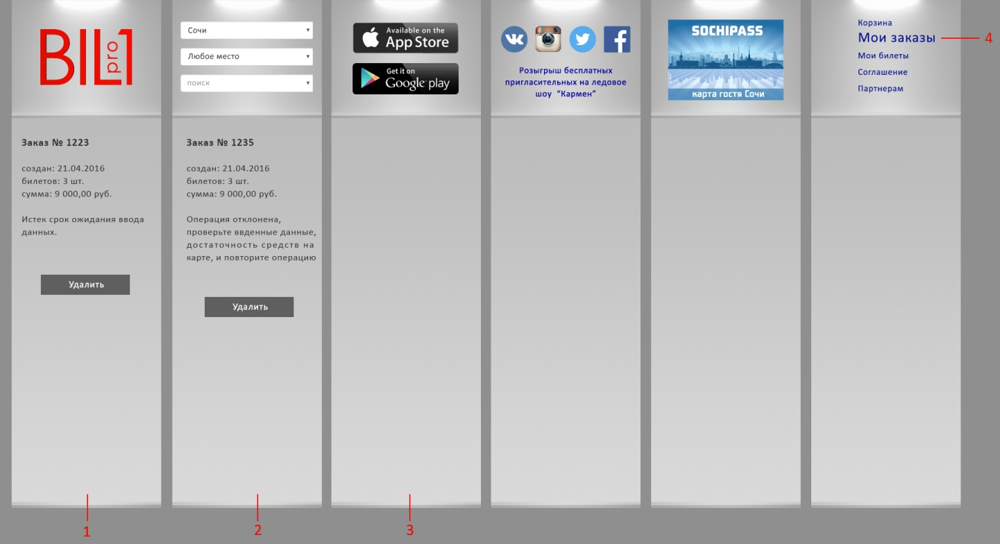 BIL1
pro
Сочи
Любое место
поиск
Available on the
App Store
Get it on
Google play
Розыгрыш бесплатных
пригласительных на ледовое
шоу “Кармен”
SOCHIPASS
карта гостя Сочи
Корзина
Мои заказы
Мои билеты
Соглашение
Партнерам
4
Заказ № 1223
создан: 21.04.2016
билетов: 3 шт.
сумма: 9 000,00 руб.
Истек срок ожидания ввода
данных.
Удалить
Заказ № 1235
создан: 21.04.2016
билетов: 3 шт.
сумма: 9 000,00 руб.
Операция отклонена,
проверьте ввденные данные,
достаточность средств на
карте, и повторите операцию
Удалить
1
2
3